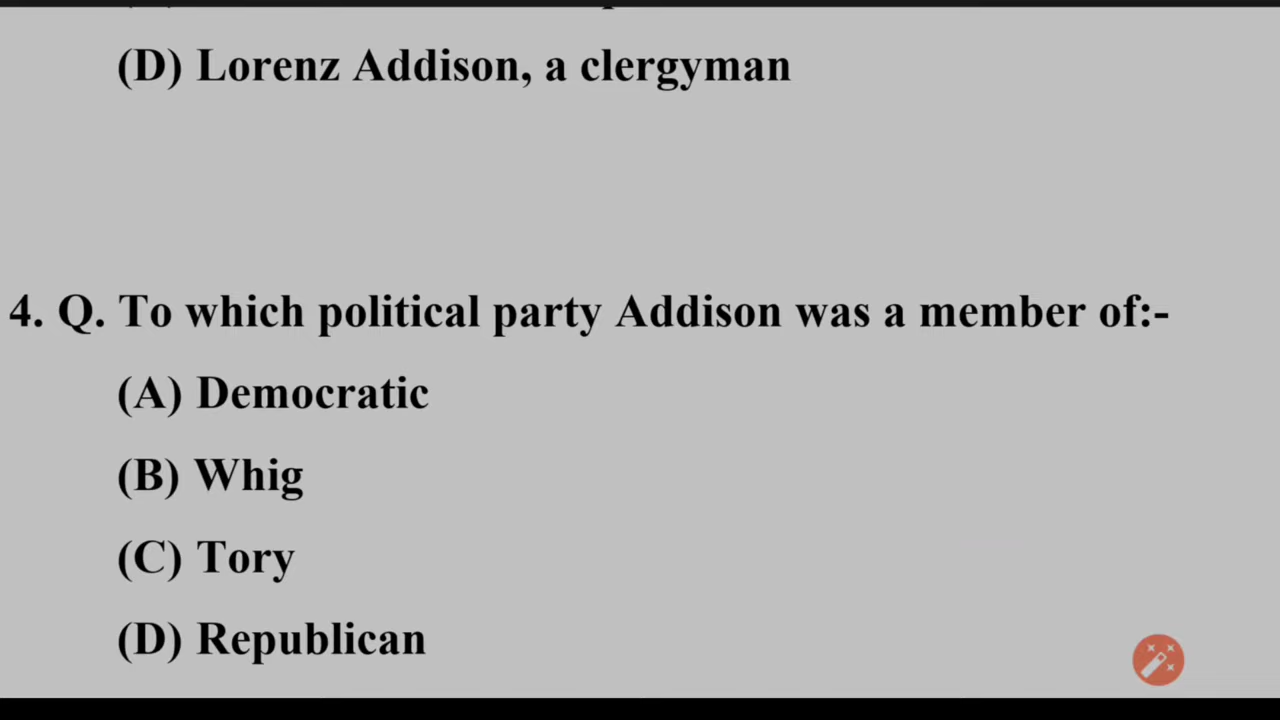 (D) Lorenz Addison, a clergyman
4. Q. To which political party Addison was a member of:-
(A) Democratic
(B) Whig
(C) Tory
(D) Republican